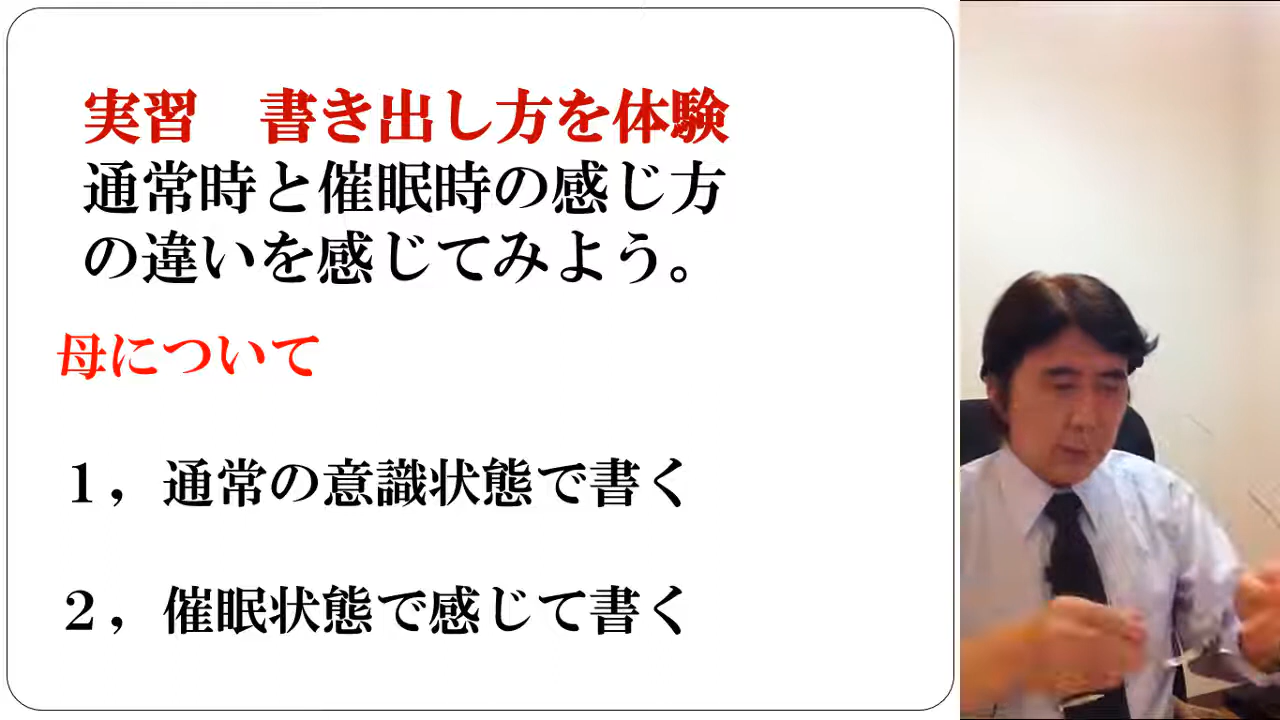 実習　書き出し方を体験
通常時と催眠時の感じ方
の違いを感じてみよう。
母について
１，通常の意識状態で書く
２，催眠状態で感じて書く